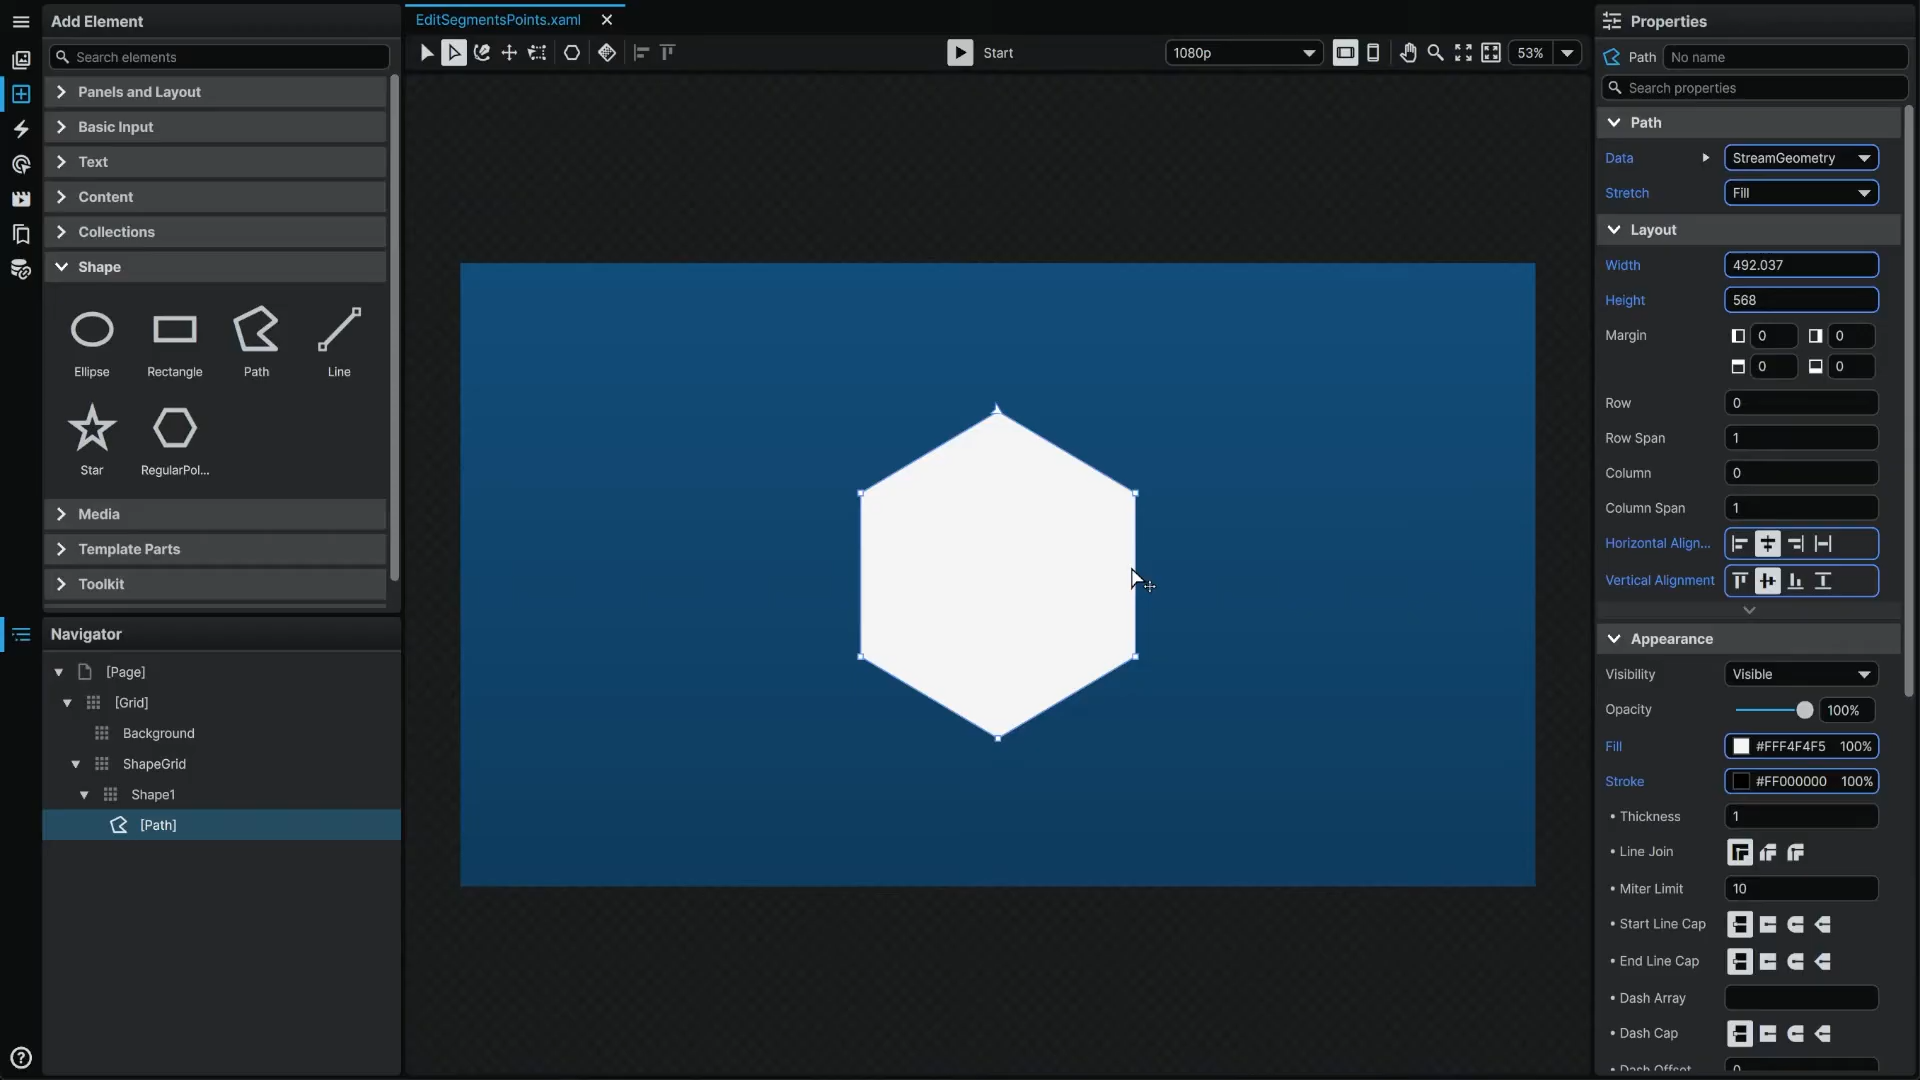 Add Element
Search elements
Panels and Layout
Basic Input
Text
Content
Collections
Shape
Ellipse
Rectangle
Path
Line
Star
RegularPol...
Media
Template Parts
Toolkit
Navigator
[Page]
[Grid]
Background
ShapeGrid
Shape1
[Path]
EditSegmentsPoints.xaml
Start
1080p
53%
Properties
Path
No name
Search properties
Path
Data
StreamGeometry
Stretch
Fill
Layout
Width
492.037
Height
568
Margin
0
0
0
0
Row
0
Row Span
1
Column
0
Column Span
1
Horizontal Align...
Vertical Alignment
Appearance
Visibility
Visible
Opacity
100%
Fill
#FFF4F4F5 100%
Stroke
#FF000000 100%
• Thickness
1
• Line Join
• Miter Limit
10
• Start Line Cap
• End Line Cap
• Dash Array
• Dash Cap
• Dash Offset
0